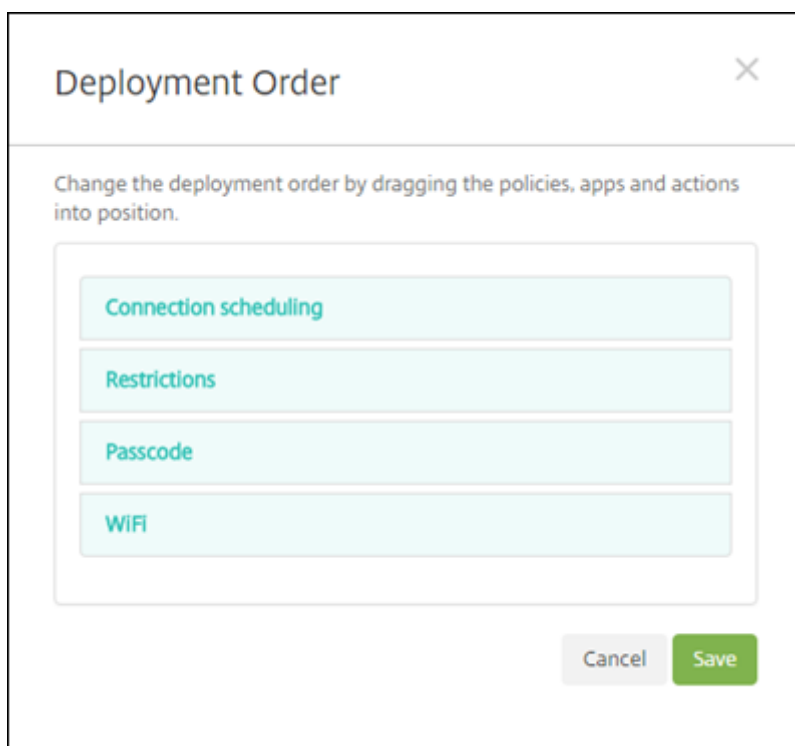 Deployment Order
Change the deployment order by dragging the policies, apps and actions
into position.
Connection scheduling
Restrictions
Passcode
WiFi
Cancel
Save